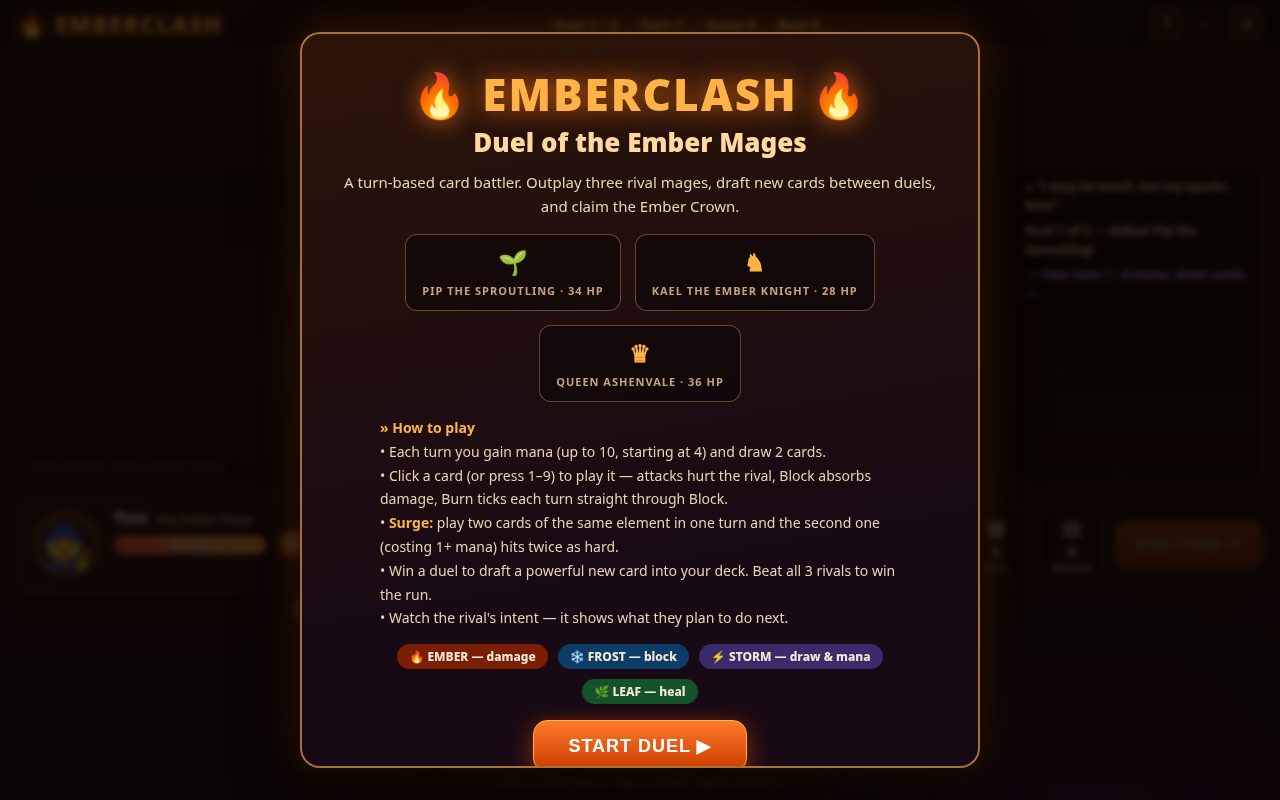 EMBERCLASH
🔥 EMBERCLASH 🔥
Duel of the Ember Mages
A turn-based card battler. Outplay three rival mages, draft new cards between duels,
and claim the Ember Crown.
PIP THE SPROUTLING · 34 HP
KAEL THE EMBER KNIGHT · 28 HP
QUEEN ASHENVALE · 36 HP
» How to play
• Each turn you gain mana (up to 10, starting at 4) and draw 2 cards.
• Click a card (or press 1–9) to play it — attacks hurt the rival, Block absorbs
damage, Burn ticks each turn straight through Block.
• Surge: play two cards of the same element in one turn and the second one
(costing 1+ mana) hits twice as hard.
• Win a duel to draft a powerful new card into your deck. Beat all 3 rivals to win
the run.
• Watch the rival's intent — it shows what they plan to do next.
🔥 EMBER — damage
❄️ FROST — block
⚡ STORM — draw & mana
🌿 LEAF — heal
START DUEL ▶
You